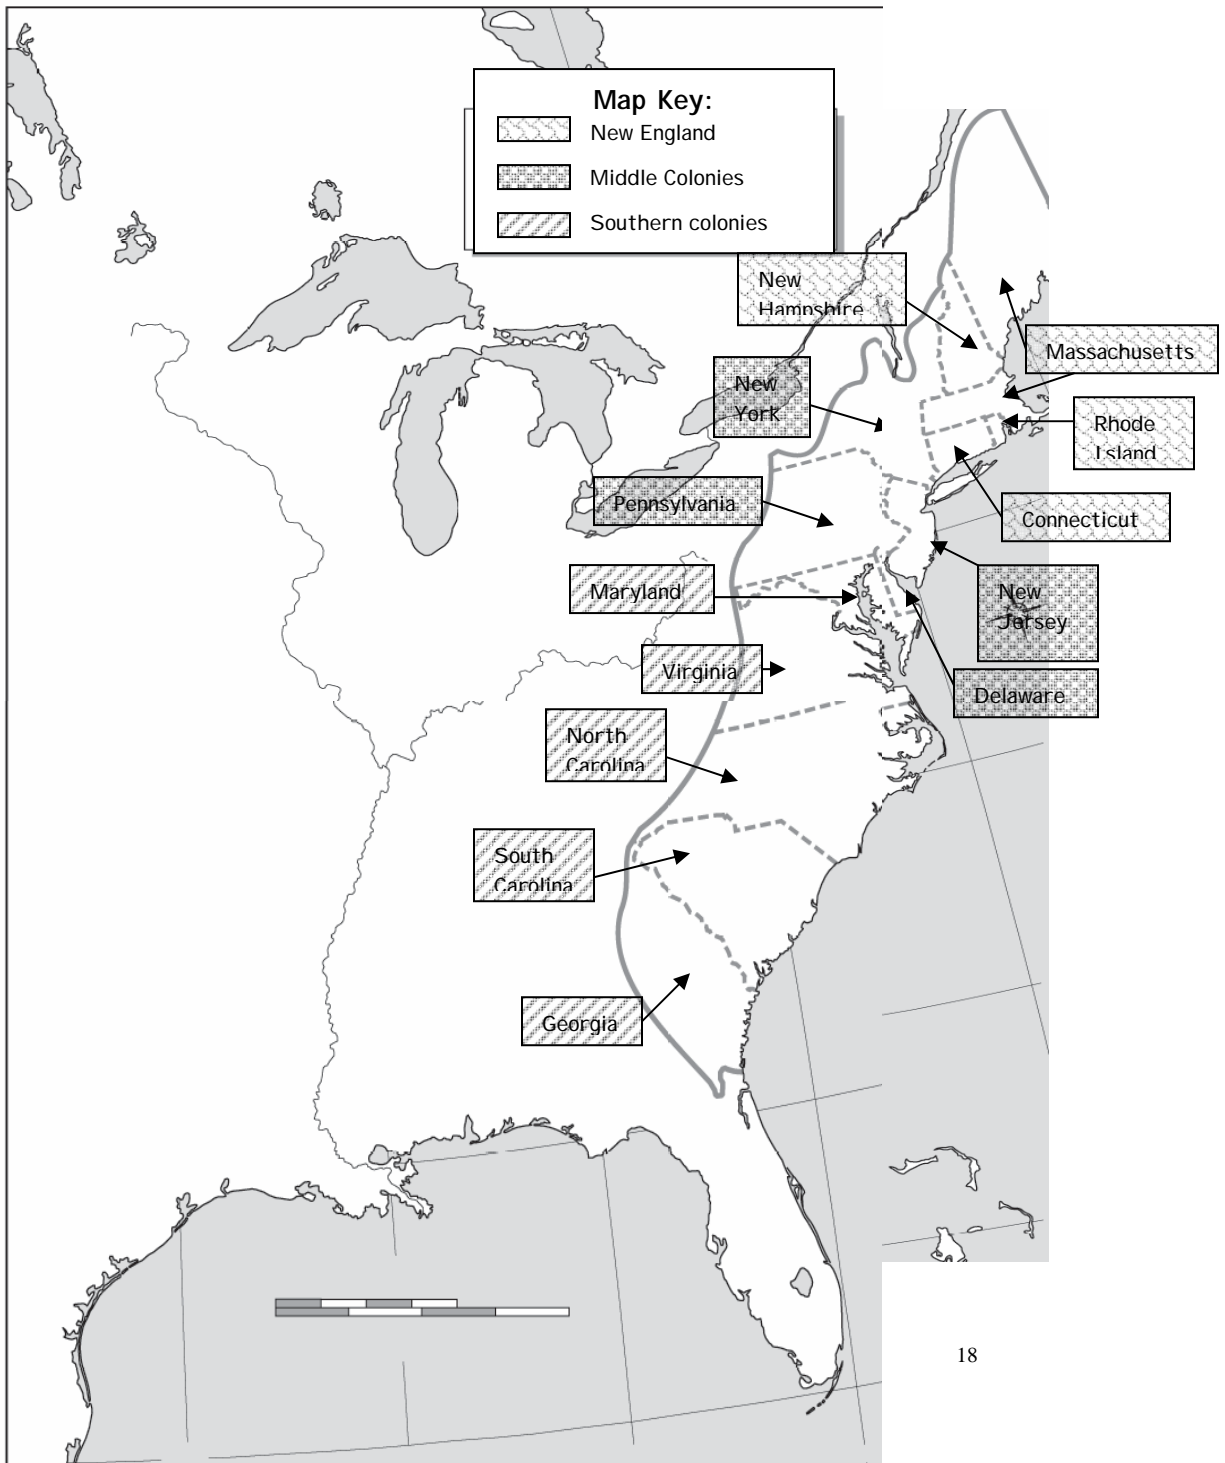 Map Key:
New England
Middle Colonies
Southern colonies
New
Hampshire
Massachusetts
New
York
Rhode
Island
Pennsylvania
Connecticut
Maryland
New
Jersey
Virginia
Delaware
North
Carolina
South
Carolina
Georgia
18